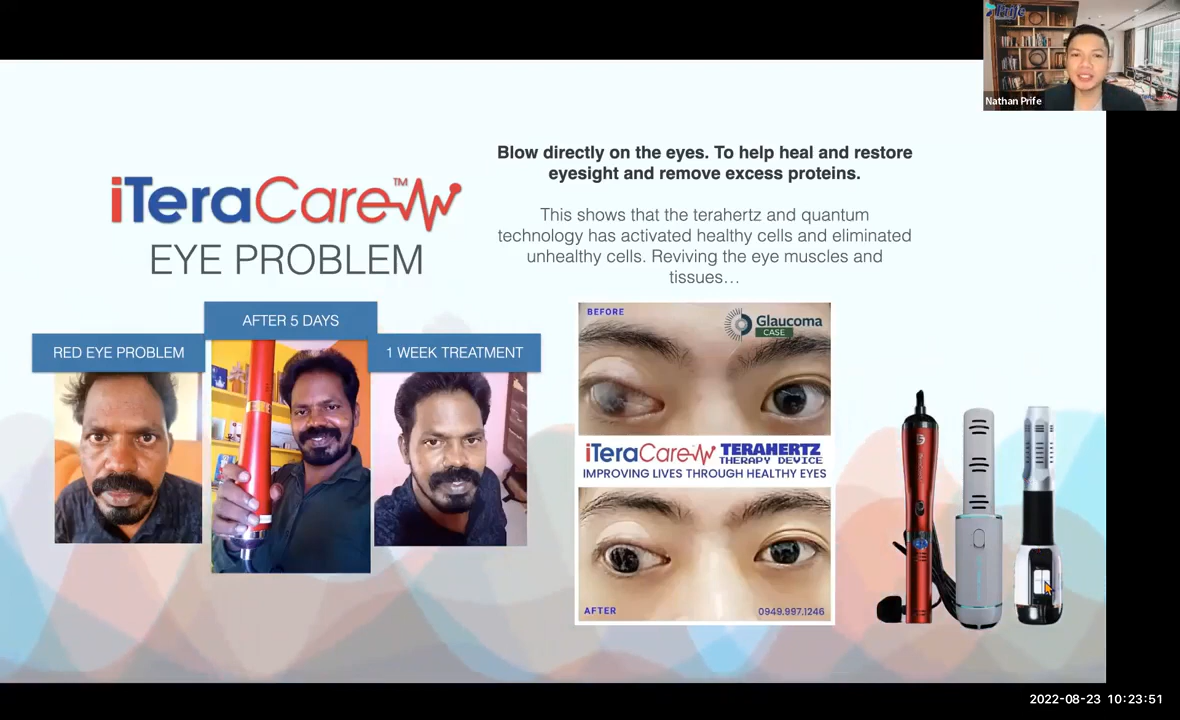 Prife
Nathan Prife
Blow directly on the eyes. To help heal and restore
eyesight and remove excess proteins.
This shows that the terahertz and quantum
technology has activated healthy cells and eliminated
unhealthy cells. Reviving the eye muscles and
tissues…
iTeraCare™
EYE PROBLEM
AFTER 5 DAYS
RED EYE PROBLEM
1 WEEK TREATMENT
BEFORE
Glaucoma
CASE
iTeraCare TERAHERTZ
THERAPY DEVICE
IMPROVING LIVES THROUGH HEALTHY EYES
AFTER
0949.997.1246
2022-08-23 10:23:51